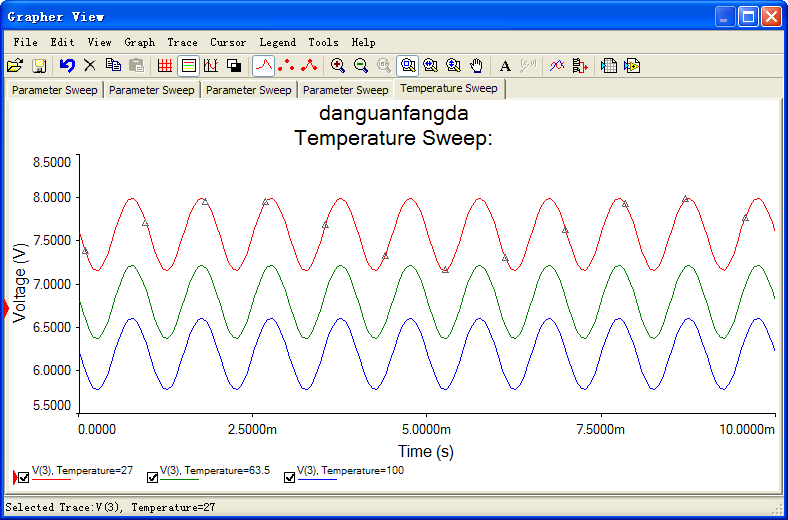 Grapher View
File Edit View Graph Trace Cursor Legend Tools Help
A (x,y)
Parameter Sweep Parameter Sweep Parameter Sweep Parameter Sweep Temperature Sweep
danguanfangda
Temperature Sweep:
8.5000
8.0000
7.5000
7.0000
6.5000
6.0000
5.5000
Voltage (V)
0.0000 2.5000m 5.0000m 7.5000m 10.0000m
Time (s)
V(3), Temperature=27 V(3), Temperature=63.5 V(3), Temperature=100
Selected Trace:V(3), Temperature=27